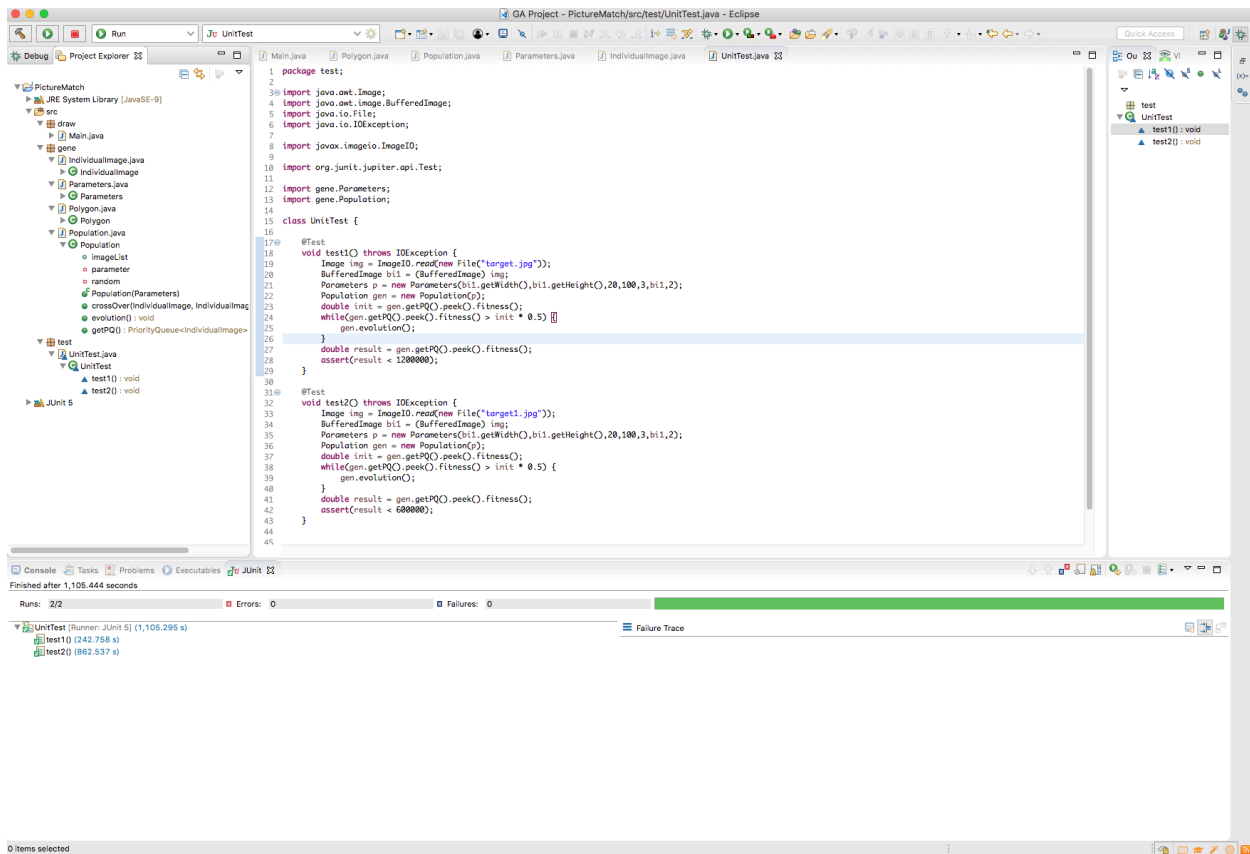 GA Project - PictureMatch/src/test/UnitTest.java - Eclipse
Run
Ju UnitTest
Quick Access
Debug
Project Explorer
Main.java
Polygon.java
Population.java
Parameters.java
IndividualImage.java
UnitTest.java
Ou
Vi
PictureMatch
JRE System Library [JavaSE-9]
src
draw
Main.java
gene
IndividualImage.java
IndividualImage
Parameters.java
Parameters
Polygon.java
Polygon
Population.java
Population
imageList
parameter
random
Population(Parameters)
crossOver(IndividualImage, IndividualImag
evolution() : void
getPQ() : PriorityQueue<IndividualImage>
test
UnitTest.java
UnitTest
test1() : void
test2() : void
JUnit 5
1 package test;
2
3 import java.awt.Image;
4 import java.awt.image.BufferedImage;
5 import java.io.File;
6 import java.io.IOException;
7
8 import javax.imageio.ImageIO;
9
10 import org.junit.jupiter.api.Test;
11
12 import gene.Parameters;
13 import gene.Population;
14
15 class UnitTest {
16
17 @Test
18 void test1() throws IOException {
19 Image img = ImageIO.read(new File("target.jpg"));
20 BufferedImage bi1 = (BufferedImage) img;
21 Parameters p = new Parameters(bi1.getWidth(),bi1.getHeight(),20,100,3,bi1,2);
22 Population gen = new Population(p);
23 double init = gen.getPQ().peek().fitness();
24 while(gen.getPQ().peek().fitness() > init * 0.5) {
25 gen.evolution();
26 }
27 double result = gen.getPQ().peek().fitness();
28 assert(result < 1200000);
29 }
30
31 @Test
32 void test2() throws IOException {
33 Image img = ImageIO.read(new File("target1.jpg"));
34 BufferedImage bi1 = (BufferedImage) img;
35 Parameters p = new Parameters(bi1.getWidth(),bi1.getHeight(),20,100,3,bi1,2);
36 Population gen = new Population(p);
37 double init = gen.getPQ().peek().fitness();
38 while(gen.getPQ().peek().fitness() > init * 0.5) {
39 gen.evolution();
40 }
41 double result = gen.getPQ().peek().fitness();
42 assert(result < 600000);
43 }
44
45
test
UnitTest
test1() : void
test2() : void
(x)=
Console
Tasks
Problems
Executables
Ju JUnit
Finished after 1,105.444 seconds
Runs: 2/2
Errors: 0
Failures: 0
UnitTest [Runner: JUnit 5] (1,105.295 s)
test1() (242.758 s)
test2() (862.537 s)
Failure Trace
0 items selected